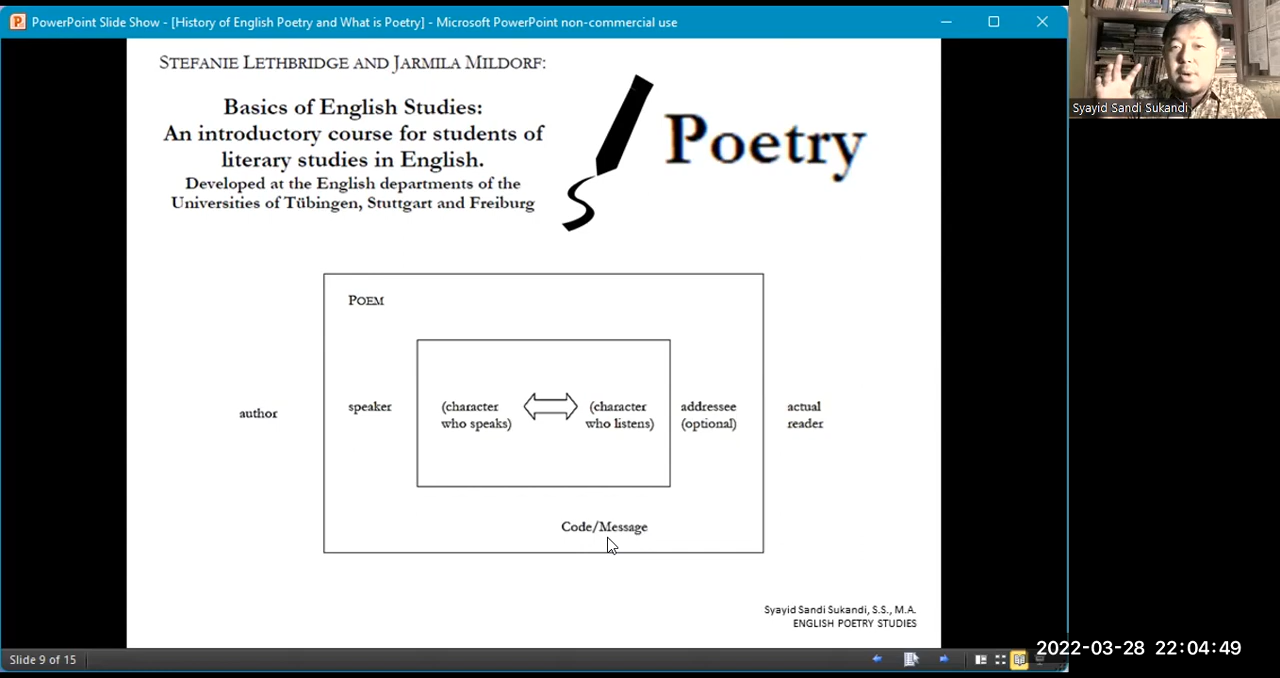 PowerPoint Slide Show - [History of English Poetry and What is Poetry] - Microsoft PowerPoint non-commercial use
STEFANIE LETHBRIDGE AND JARMILA MILDORF:
Basics of English Studies:
An introductory course for students of
literary studies in English.
Developed at the English departments of the
Universities of Tübingen, Stuttgart and Freiburg
Poetry
Syayid Sandi Sukandi
POEM
author
speaker
(character
who speaks)
(character
who listens)
addressee
(optional)
actual
reader
Code/Message
Syayid Sandi Sukandi, S.S., M.A.
ENGLISH POETRY STUDIES
Slide 9 of 15
2022-03-28 22:04:49